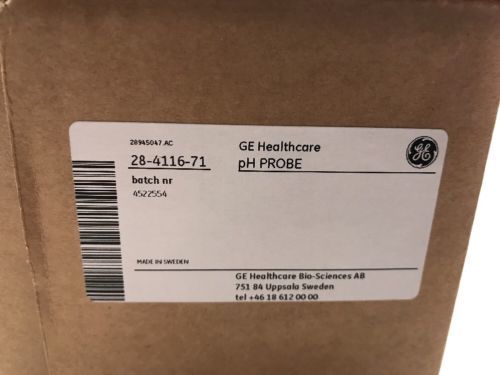 28945047.AC
28-4116-71
batch nr
4522554
GE Healthcare
pH PROBE
GE
MADE IN SWEDEN
GE Healthcare Bio-Sciences AB
751 84 Uppsala Sweden
tel +46 18 612 00 00